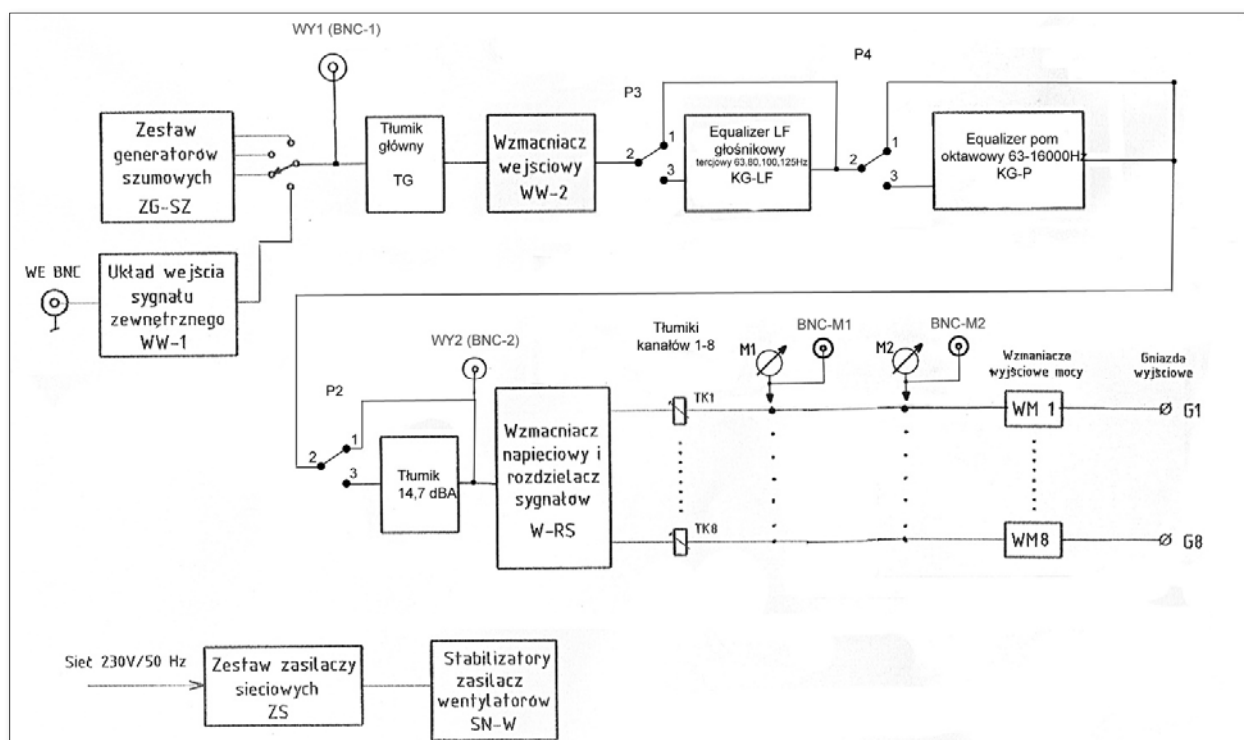 WY1 (BNC-1)
P4
P3
Zestaw
generatorów
szumowych
ZG-SZ
Tłumik
główny
TG
Wzmacniacz
wejściowy
WW-2
1
2
3
Equalizer LF
głośnikowy
tercjowy 63,80,100,125Hz
KG-LF
1
2
3
Equalizer pom
oktawowy 63-16000Hz
KG-P
WE BNC
Układ wejścia
sygnału
zewnętrznego
WW-1
WY2 (BNC-2)
Tłumiki
kanałów 1-8
M1
BNC-M1
M2
BNC-M2
Wzmaniacze
wyjściowe mocy
Gniazda
wyjściowe
P2
1
2
3
Tłumik
14,7 dBA
Wzmacniacz
napięciowy i
rozdzielacz
sygnałów
W-RS
TK1
WM 1
G1
TK8
WM8
G8
Sieć 230V/50 Hz
Zestaw zasilaczy
sieciowych
ZS
Stabilizatory
zasilacz
wentylatorów
SN-W